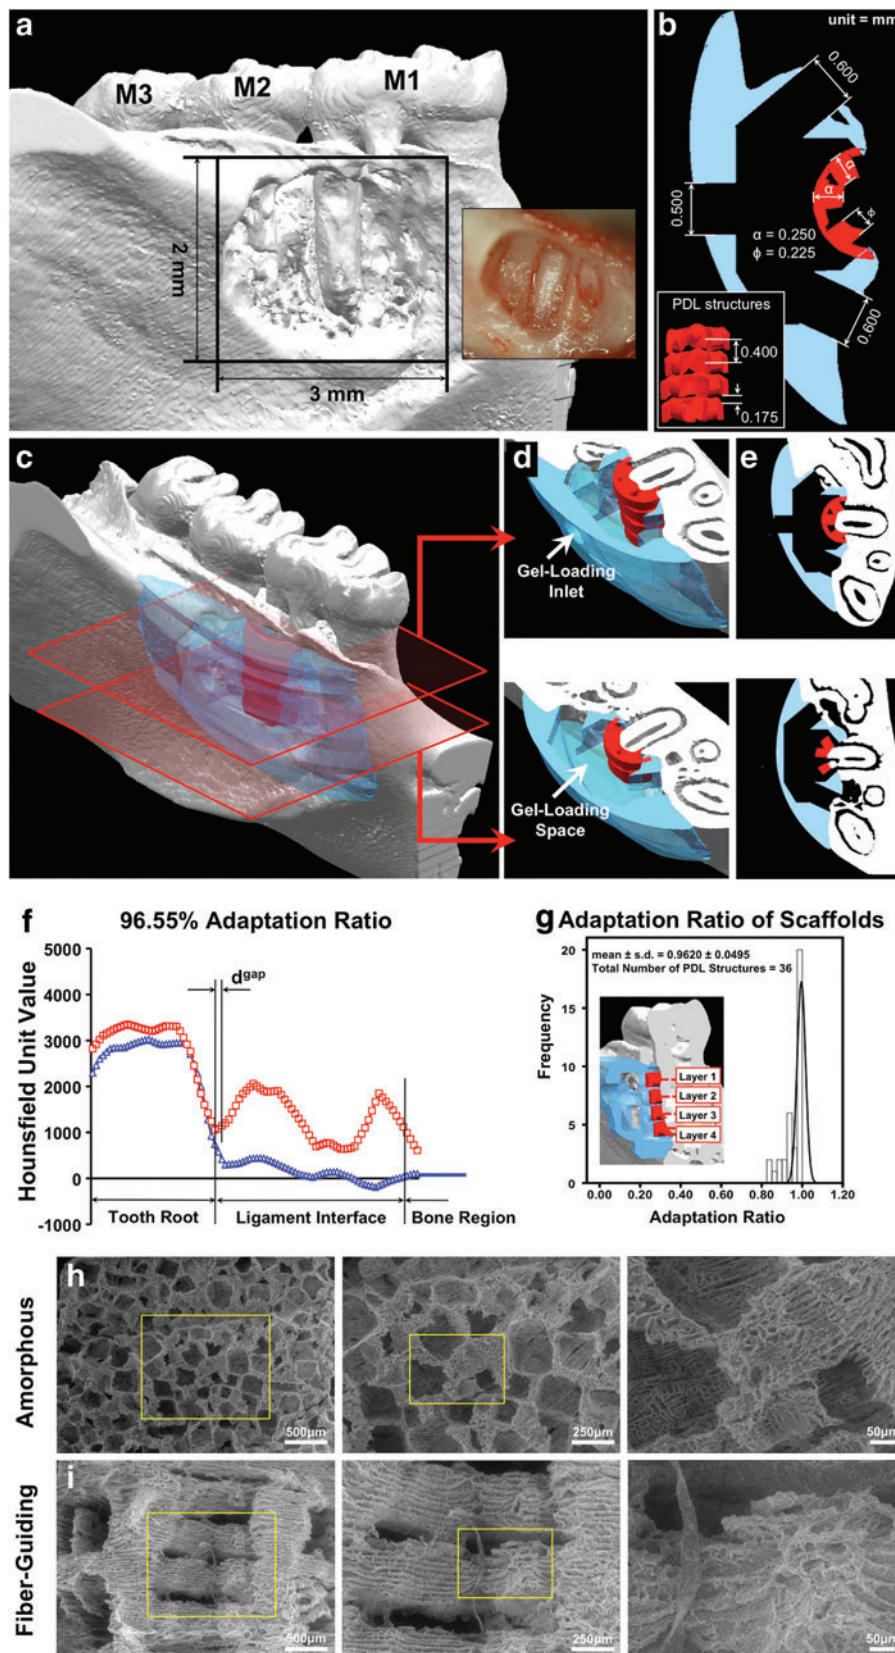 a
M3
M2
M1
2 mm
3 mm
b
unit = mm
0.600
0.500
α
α
ϕ
α = 0.250
ϕ = 0.225
0.600
PDL structures
0.400
0.175
c
d
Gel-Loading
Inlet
Gel-Loading
Space
e
f
96.55% Adaptation Ratio
Hounsfield Unit Value
5000
4000
3000
2000
1000
0
-1000
dgap
Tooth Root
Ligament Interface
Bone Region
g Adaptation Ratio of Scaffolds
mean ± s.d. = 0.9620 ± 0.0495
Total Number of PDL Structures = 36
Frequency
20
15
10
5
0
Layer 1
Layer 2
Layer 3
Layer 4
0.00 0.20 0.40 0.60 0.80 1.00 1.20
Adaptation Ratio
Amorphous
h
500µm
250µm
50µm
Fiber-Guiding
i
500µm
250µm
50µm